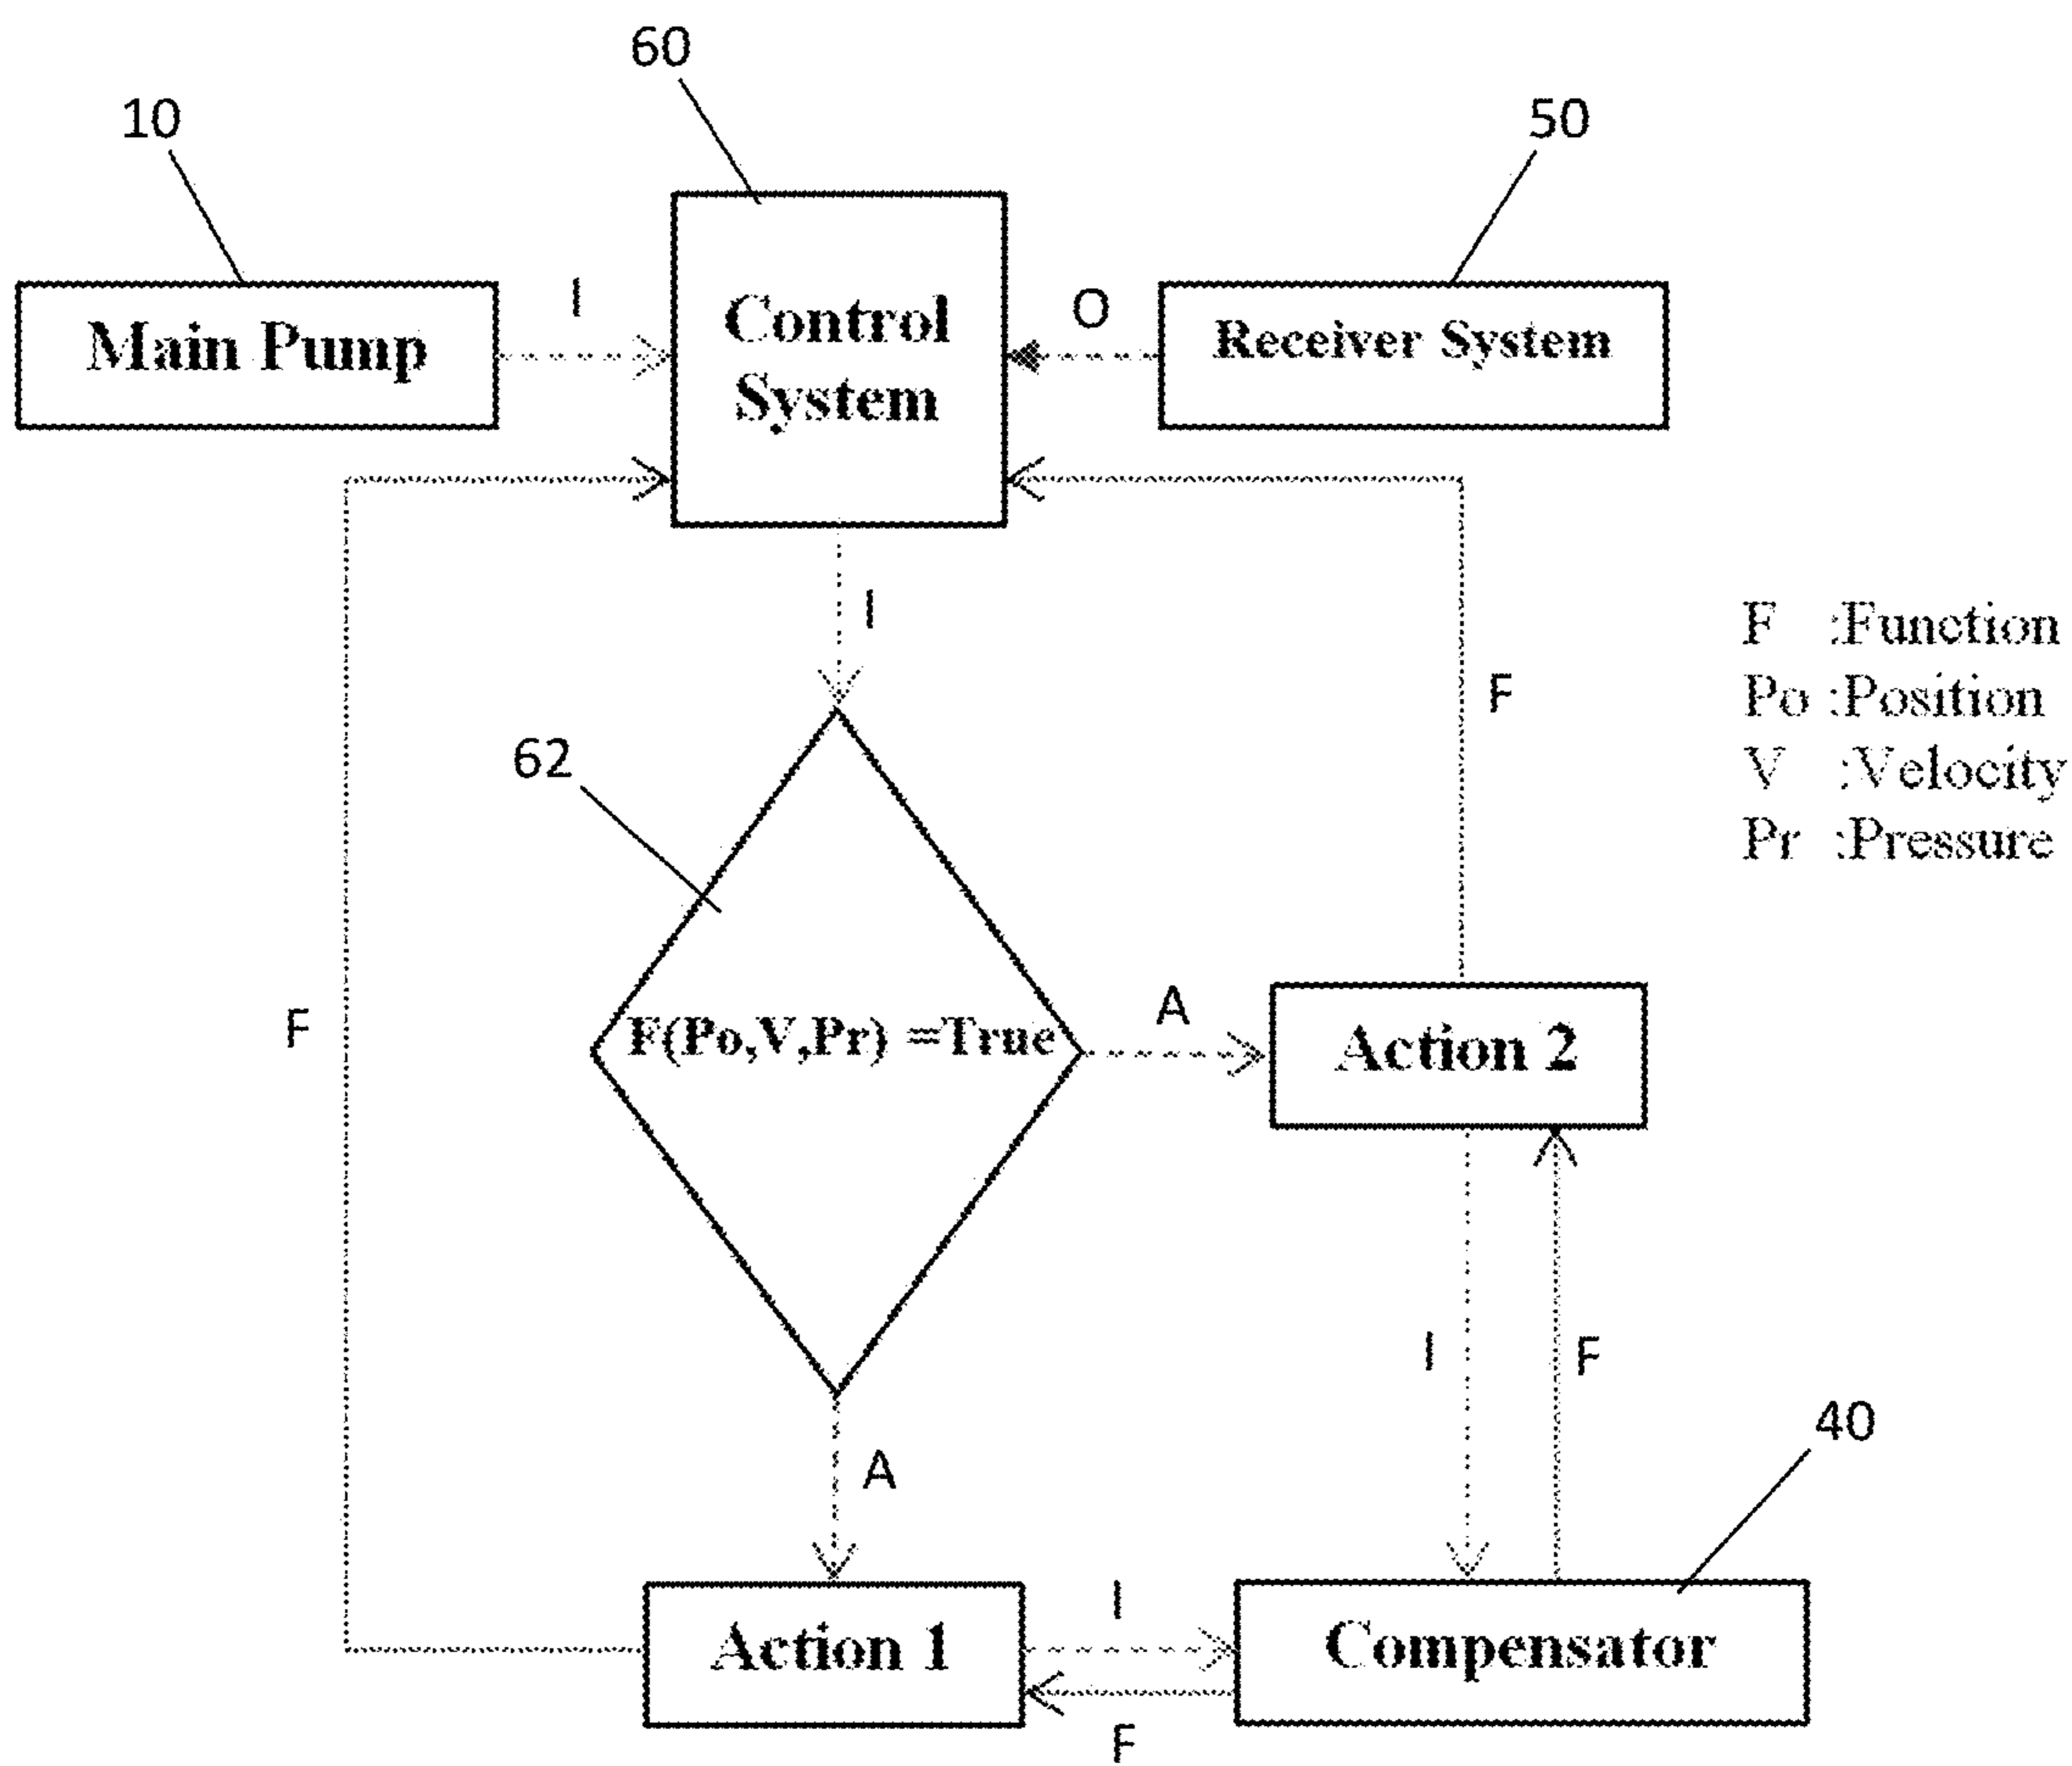 60
10
50
Main Pump
I
Control
System
O
Receiver System
I
F :Function
Po :Position
V :Velocity
Pr :Pressure
F
62
F
F(Po,V,Pr) =True
A
Action 2
I
F
40
A
Action 1
I
F
Compensator